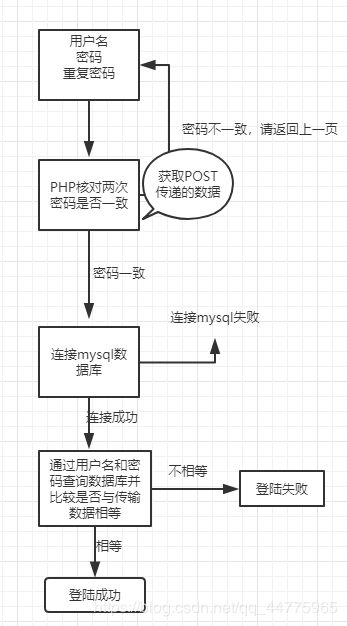 用户名
密码
重复密码
密码不一致，请返回上一页
PHP核对两次
密码是否一致
获取POST
传递的数据
密码一致
连接mysql失败
连接mysql数
据库
连接成功
通过用户名和密
码查询数据库并
比较是否与传输
数据相等
不相等
登陆失败
相等
登陆成功
https://blog.csdn.net/qq_44775965